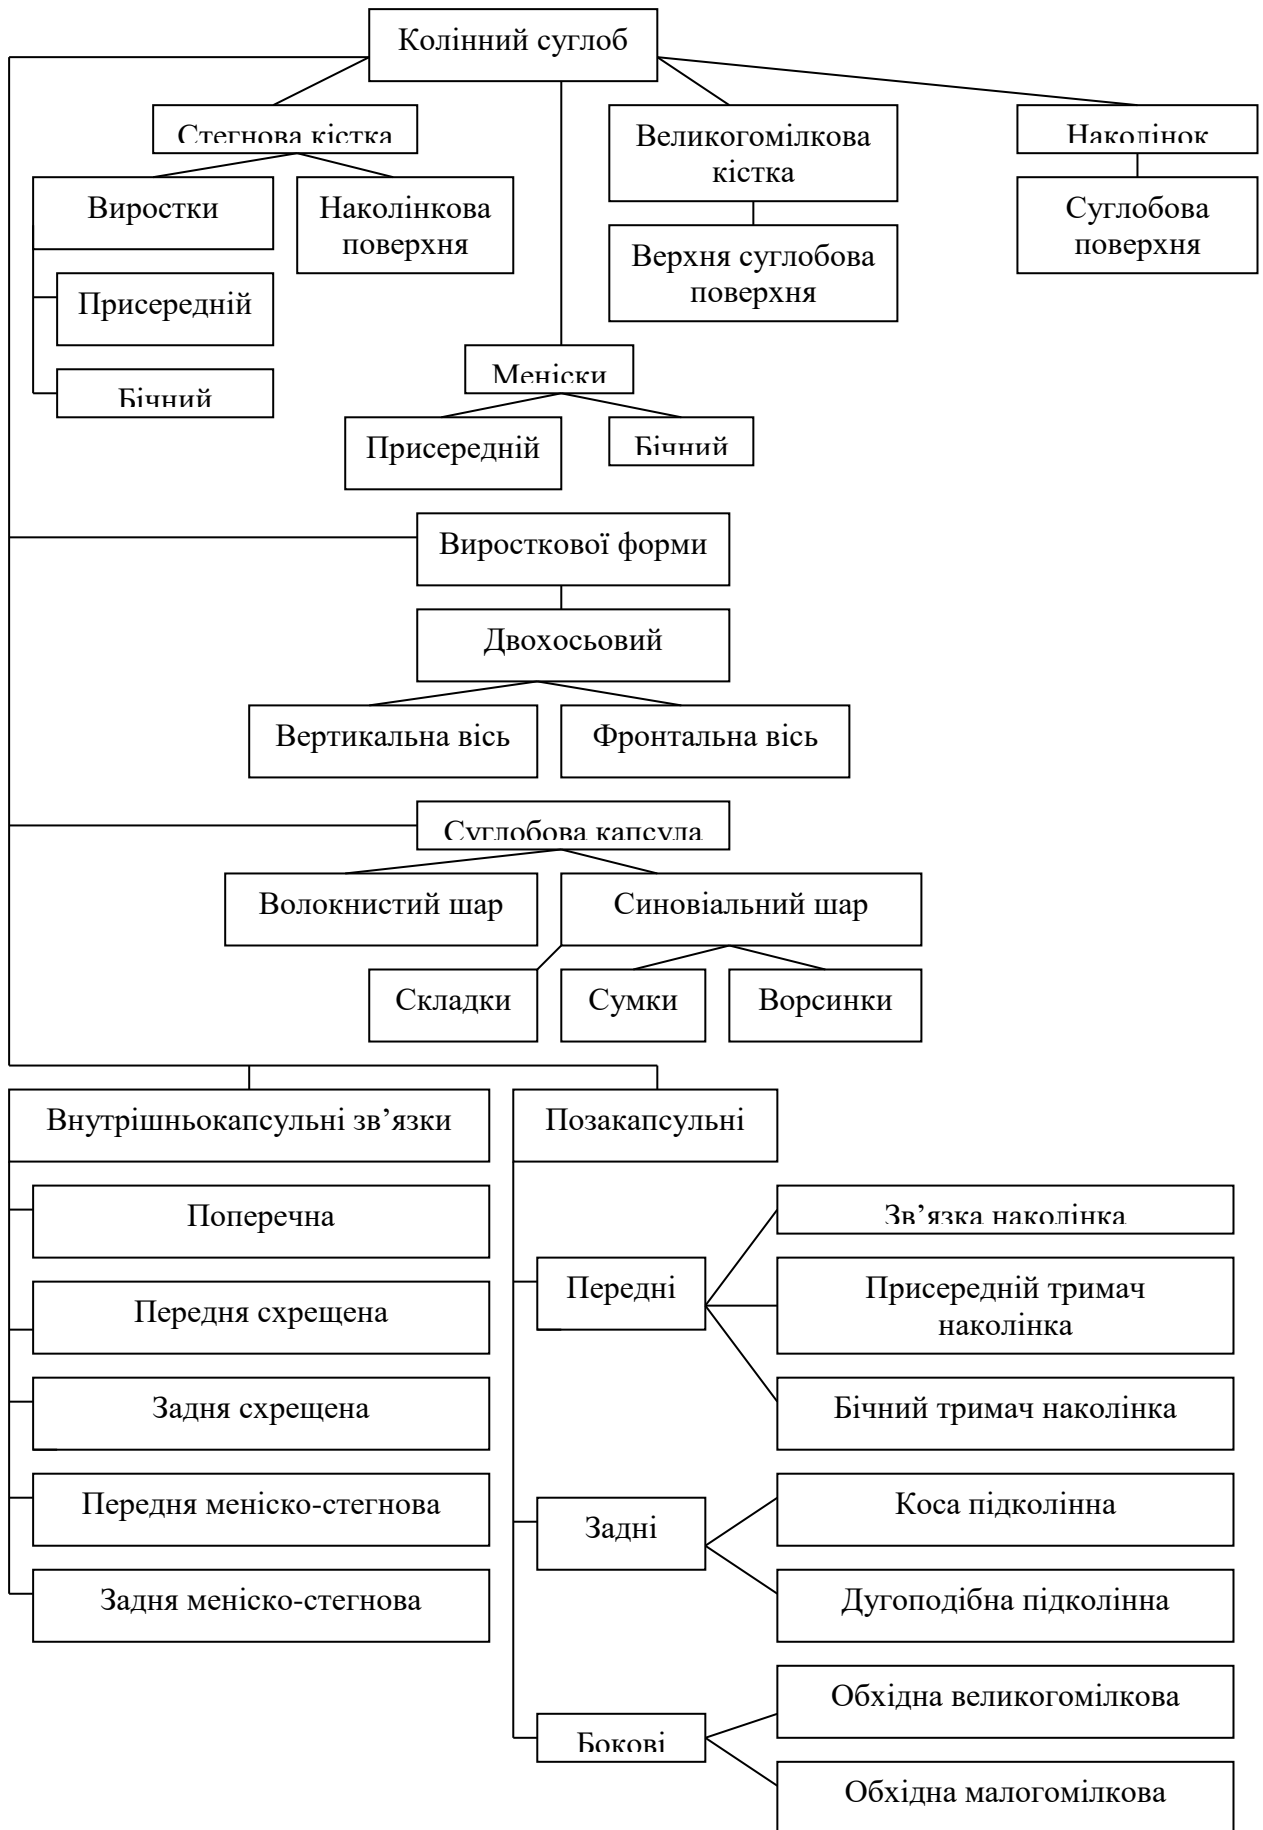 Колінний суглоб
Стегнова кістка
Великогомілкова
кістка
Наколінок
Виростки
Наколінкова
поверхня
Суглобова
поверхня
Верхня суглобова
поверхня
Присередній
Бічний
Меніски
Присередній
Бічний
Виросткової форми
Двохосьовий
Вертикальна вісь
Фронтальна вісь
Суглобова капсула
Волокнистий шар
Синовіальний шар
Складки
Сумки
Ворсинки
Внутрішньокапсульні зв’язки
Позакапсульні
Поперечна
Зв’язка наколінка
Передні
Присередній тримач
наколінка
Передня схрещена
Задня схрещена
Бічний тримач наколінка
Передня меніско-стегнова
Коса підколінна
Задні
Задня меніско-стегнова
Дугоподібна підколінна
Обхідна великогомілкова
Бокові
Обхідна малогомілкова